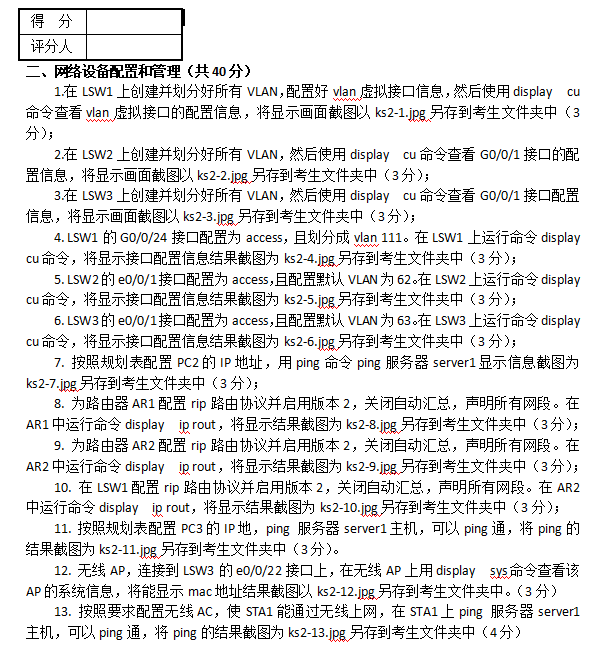 得 分
评分人
二、网络设备配置和管理（共 40 分）
1.在 LSW1 上创建并划分好所有 VLAN，配置好 vlan 虚拟接口信息，然后使用 display cu
命令查看 vlan 虚拟接口的配置信息，将显示画面截图以 ks2-1.jpg 另存到考生文件夹中（3
分）；
2.在 LSW2 上创建并划分好所有 VLAN，然后使用 display cu 命令查看 G0/0/1 接口的配
置信息，将显示画面截图以 ks2-2.jpg 另存到考生文件夹中（3 分）；
3.在 LSW3 上创建并划分好所有 VLAN，然后使用 display cu 命令查看 G0/0/1 接口配置
信息，将显示画面截图以 ks2-3.jpg 另存到考生文件夹中（3 分）；
4. LSW1 的 G0/0/24 接口配置为 access，且划分成 vlan 111。在 LSW1 上运行命令 display
cu 命令，将显示接口配置信息结果截图为 ks2-4.jpg 另存到考生文件夹中（3 分）；
5. LSW2 的 e0/0/1 接口配置为 access，且配置默认 VLAN 为 62。在 LSW2 上运行命令 display
cu 命令，将显示接口配置信息结果截图为 ks2-5.jpg 另存到考生文件夹中（3 分）；
6. LSW3 的 e0/0/1 接口配置为 access，且配置默认 VLAN 为 63。在 LSW3 上运行命令 display
cu 命令，将显示接口配置信息结果截图为 ks2-6.jpg 另存到考生文件夹中（3 分）；
7. 按照规划表配置 PC2 的 IP 地址，用 ping 命令 ping 服务器 server1 显示信息截图为
ks2-7.jpg 另存到考生文件夹中（3 分）；
8. 为路由器 AR1 配置 rip 路由协议并启用版本 2，关闭自动汇总，声明所有网段。在
AR1 中运行命令 display ip rout，将显示结果截图为 ks2-8.jpg 另存到考生文件夹中（3 分）；
9. 为路由器 AR2 配置 rip 路由协议并启用版本 2，关闭自动汇总，声明所有网段。在
AR2 中运行命令 display ip rout，将显示结果截图为 ks2-9.jpg 另存到考生文件夹中（3 分）；
10. 在 LSW1 配置 rip 路由协议并启用版本 2，关闭自动汇总，声明所有网段。在 AR2
中运行命令 display ip rout，将显示结果截图为 ks2-10.jpg 另存到考生文件夹中（3 分）；
11. 按照规划表配置 PC3 的 IP 地，ping 服务器 server1 主机，可以 ping 通，将 ping 的
结果截图为 ks2-11.jpg 另存到考生文件夹中（3 分）。
12. 无线 AP，连接到 LSW3 的 e0/0/22 接口上，在无线 AP 上用 display sys 命令查看该
AP 的系统信息，将能显示 mac 地址结果截图以 ks2-12.jpg 另存到考生文件夹中。（3 分）
13. 按照要求配置无线 AC，使 STA1 能通过无线上网，在 STA1 上 ping 服务器 server1
主机，可以 ping 通，将 ping 的结果截图为 ks2-13.jpg 另存到考生文件夹中（4 分）